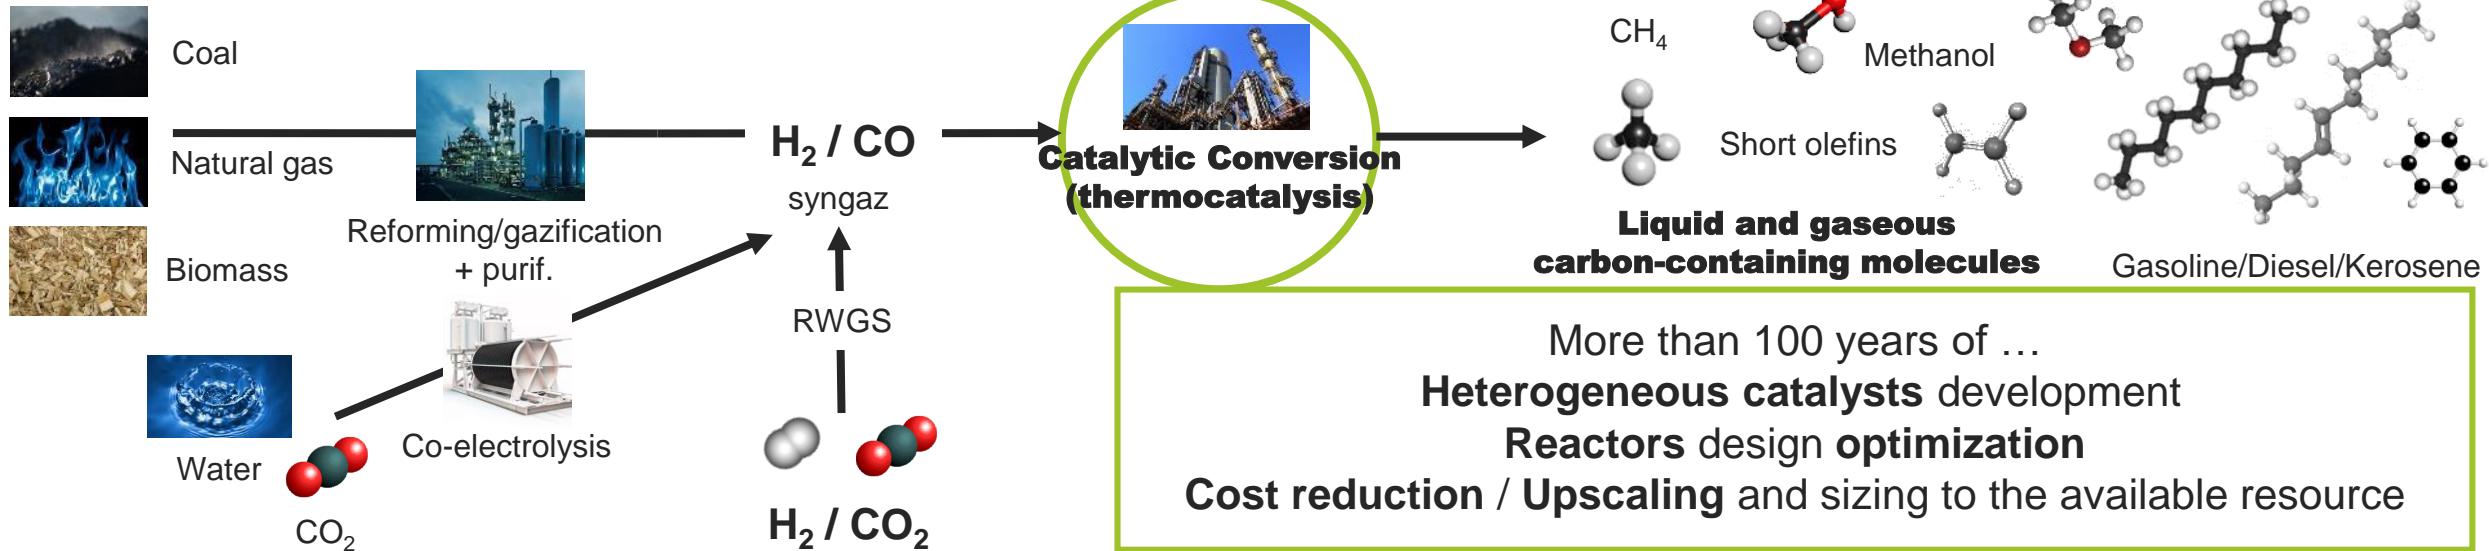 Coal
Natural gas
Biomass
Reforming/gazification
+ purif.
Water
CO₂
Co-electrolysis
H₂ / CO
syngaz
RWGS
H₂ / CO₂
Catalytic Conversion
(thermocatalysis)
CH₄
Methanol
Short olefins
Liquid and gaseous
carbon-containing molecules
Gasoline/Diesel/Kerosene
More than 100 years of …
Heterogeneous catalysts development
Reactors design optimization
Cost reduction / Upscaling and sizing to the available resource